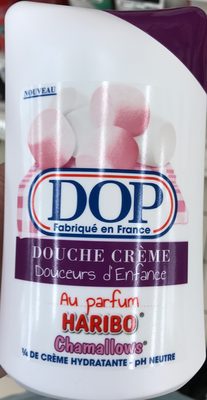 NOUVEAU
DOP
Fabriqué en France
DOUCHE CRÈME
Douceurs d'Enfance
Au parfum
HARIBO®
Chamallows®
¼ DE CRÈME HYDRATANTE - pH NEUTRE